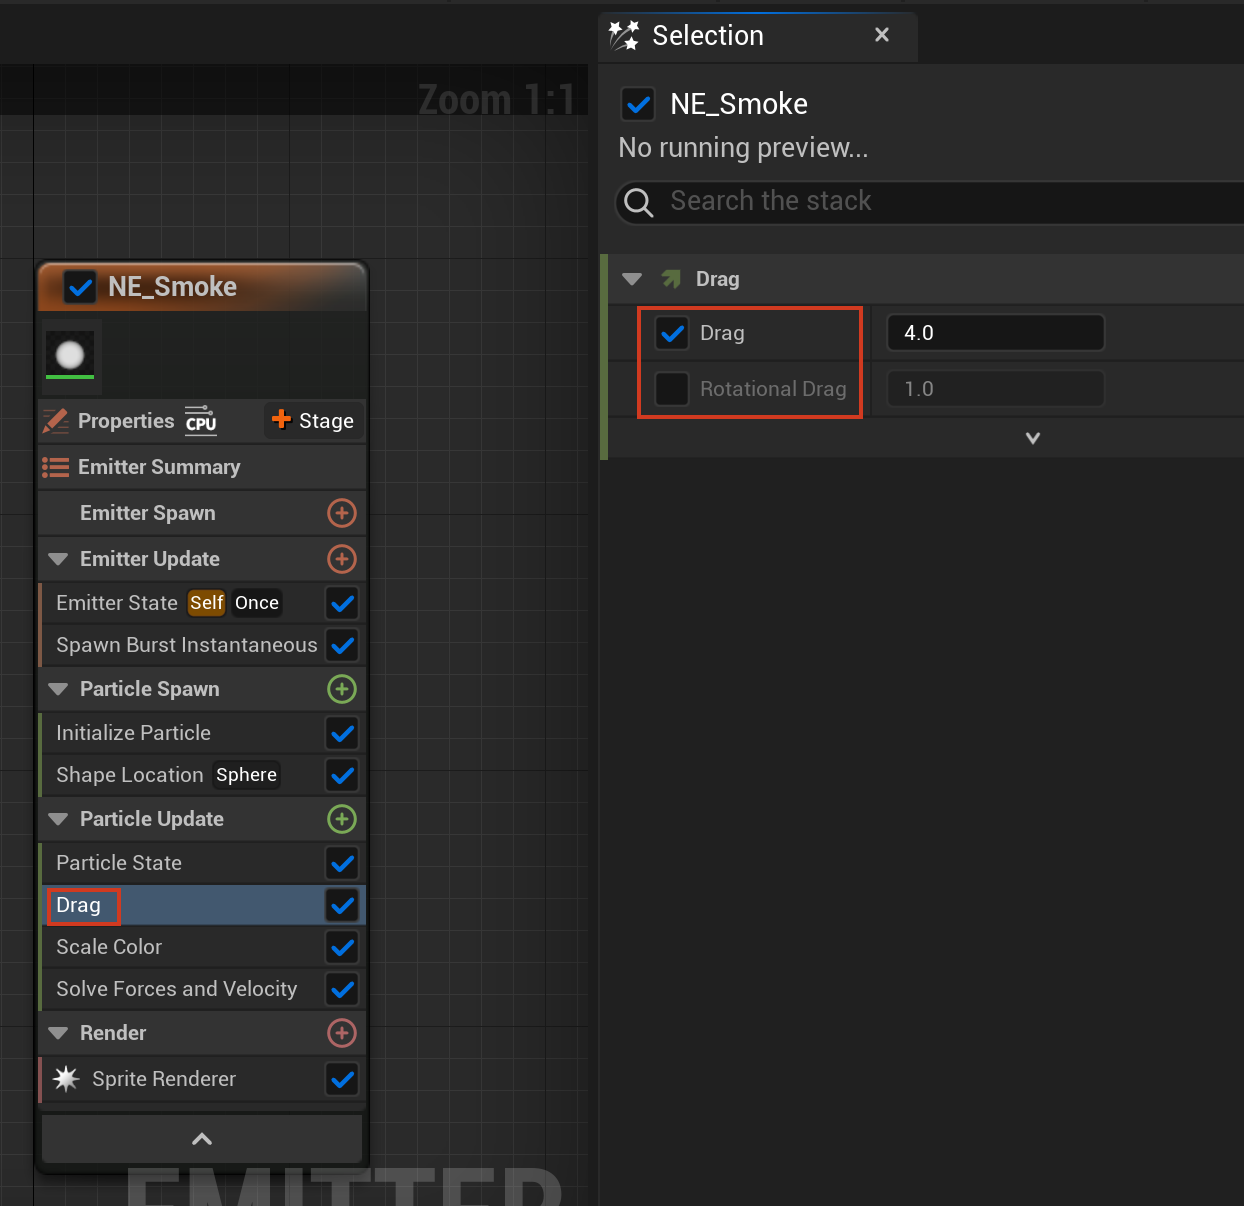 Selection
NE_Smoke
No running preview...
Search the stack
Drag
Drag 4.0
Rotational Drag 1.0
Zoom 1:1
NE_Smoke
Properties CPU Stage
Emitter Summary
Emitter Spawn
Emitter Update
Emitter State Self Once
Spawn Burst Instantaneous
Particle Spawn
Initialize Particle
Shape Location Sphere
Particle Update
Particle State
Drag
Scale Color
Solve Forces and Velocity
Render
Sprite Renderer
EMITTER